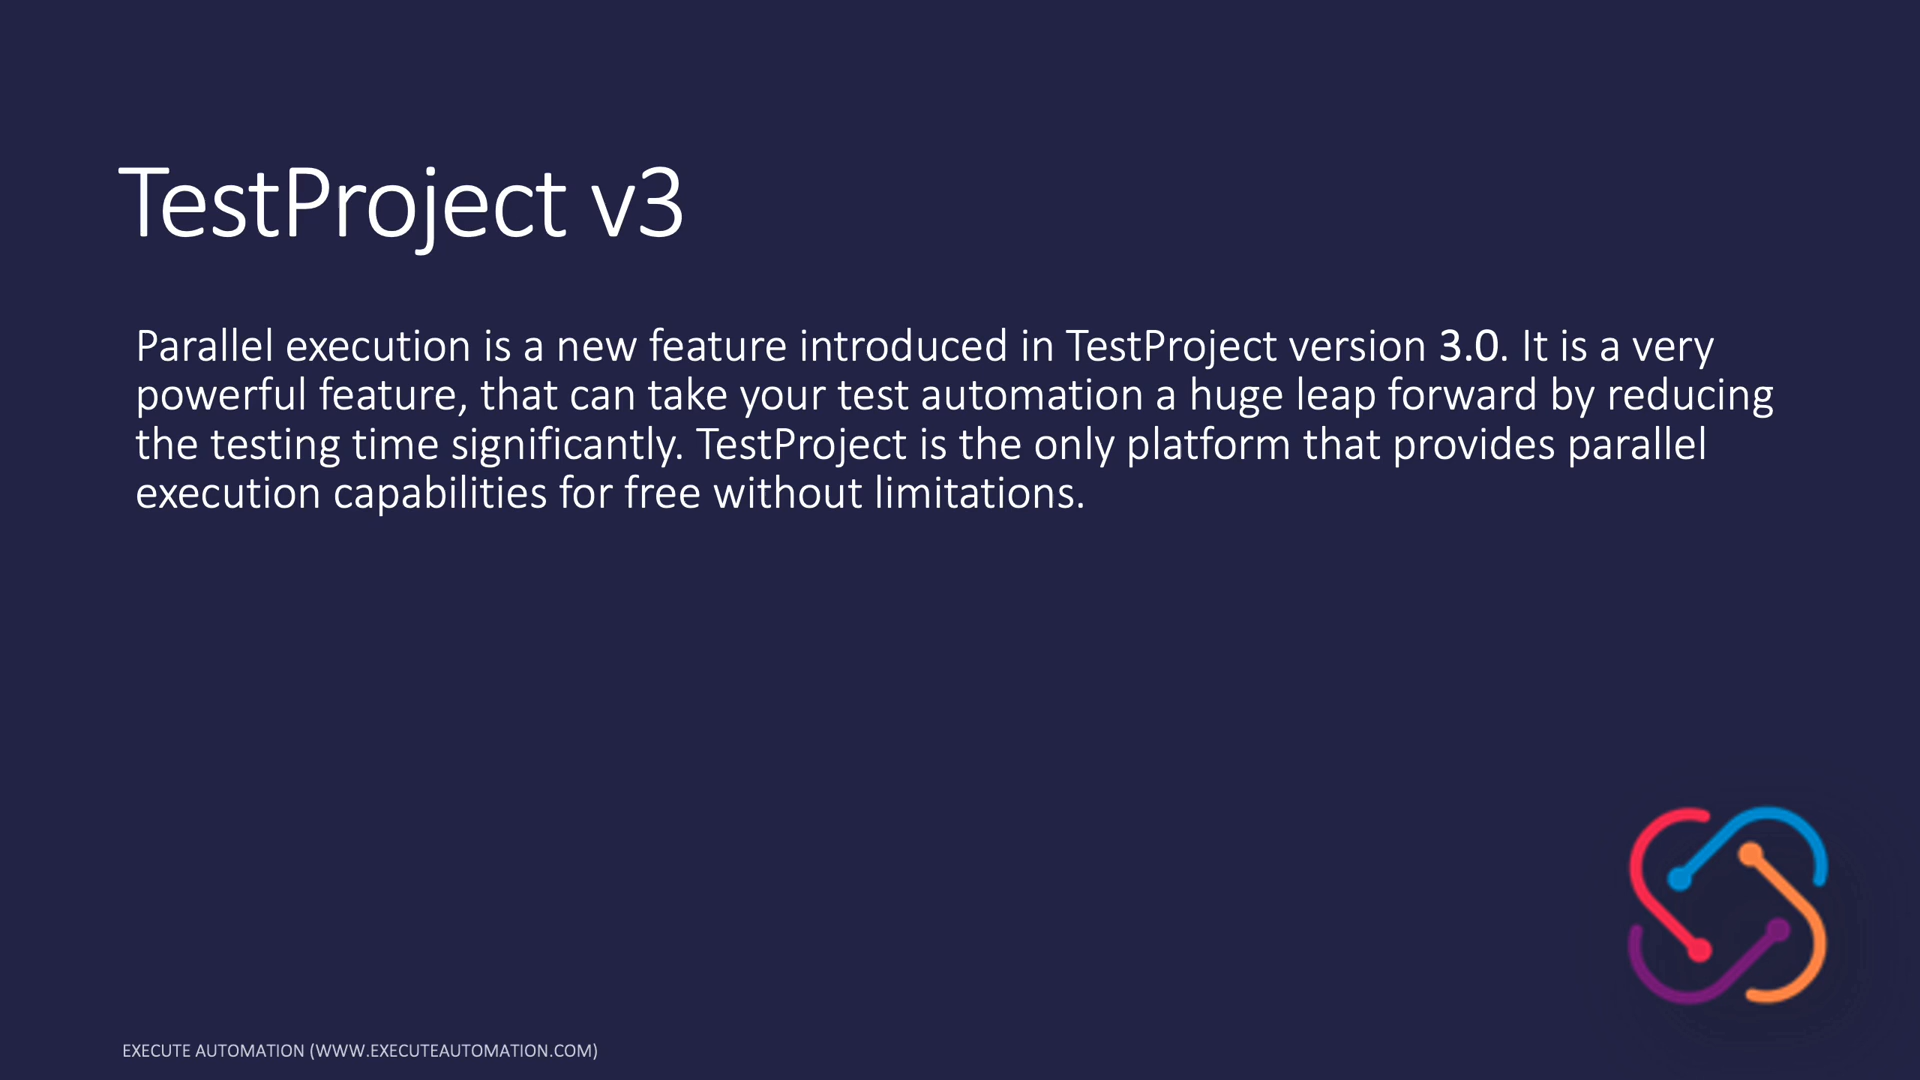 TestProject v3
Parallel execution is a new feature introduced in TestProject version 3.0. It is a very
powerful feature, that can take your test automation a huge leap forward by reducing
the testing time significantly. TestProject is the only platform that provides parallel
execution capabilities for free without limitations.
EXECUTE AUTOMATION (WWW.EXECUTEAUTOMATION.COM)